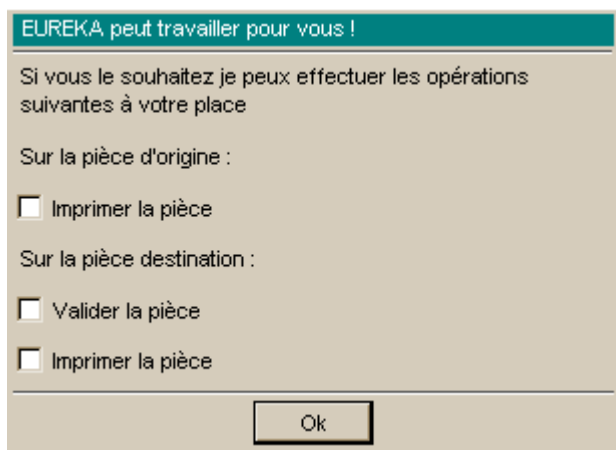 EUREKA peut travailler pour vous !
Si vous le souhaitez je peux effectuer les opérations
suivantes à votre place
Sur la pièce d'origine :
Imprimer la pièce
Sur la pièce destination :
Valider la pièce
Imprimer la pièce
Ok